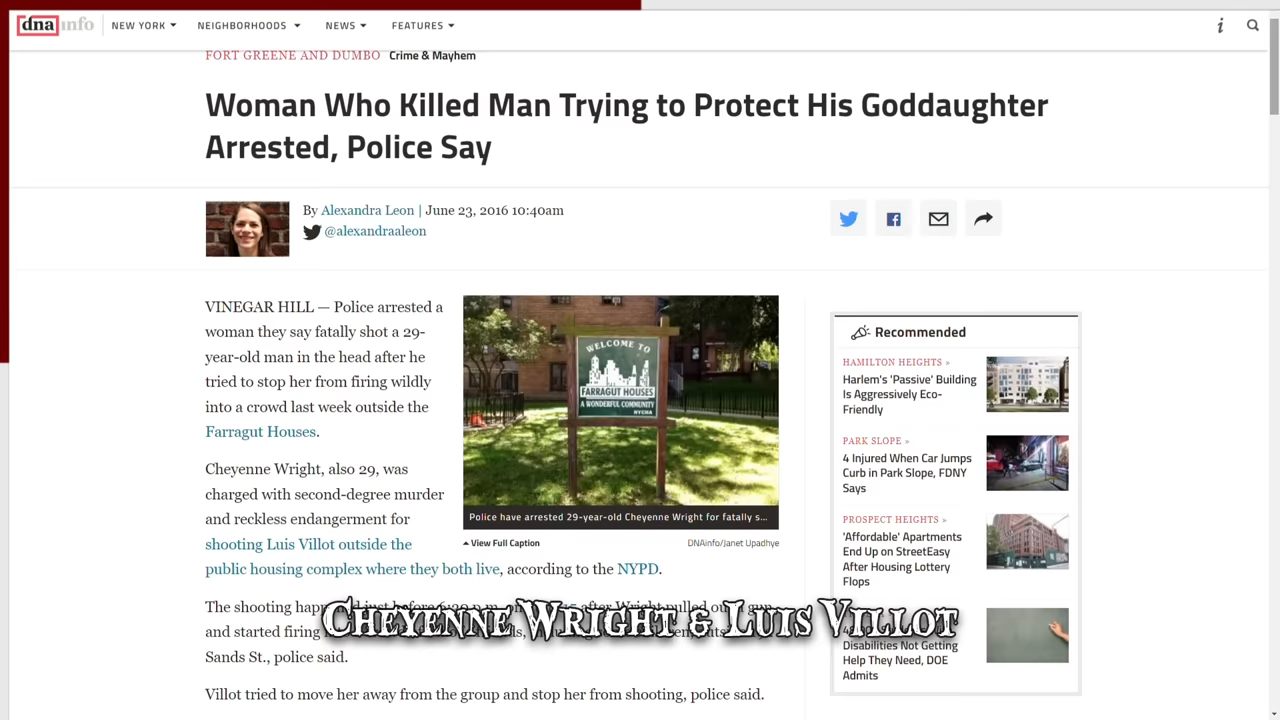 dna info
NEW YORK
NEIGHBORHOODS
NEWS
FEATURES
i
FORT GREENE AND DUMBO Crime & Mayhem
Woman Who Killed Man Trying to Protect His Goddaughter
Arrested, Police Say
By Alexandra Leon | June 23, 2016 10:40am
@alexandraaleon
VINEGAR HILL — Police arrested a
woman they say fatally shot a 29-
year-old man in the head after he
tried to stop her from firing wildly
into a crowd last week outside the
Farragut Houses.
Cheyenne Wright, also 29, was
charged with second-degree murder
and reckless endangerment for
shooting Luis Villot outside the
public housing complex where they both live, according to the NYPD.
The shooting just before after Wright pulled out gun
and started firing
Sands St., police said.
Villot tried to move her away from the group and stop her from shooting, police said.
WELCOME TO
FARRAGUT HOUSES
A WONDERFUL COMMUNITY
NYCHA
Police have arrested 29-year-old Cheyenne Wright for fatally s...
View Full Caption
DNAinfo/Janet Upadhye
Cheyenne Wright & Luis Villot
Recommended
HAMILTON HEIGHTS »
Harlem's 'Passive' Building
Is Aggressively Eco-
Friendly
PARK SLOPE »
4 Injured When Car Jumps
Curb in Park Slope, FDNY
Says
PROSPECT HEIGHTS »
'Affordable' Apartments
End Up on StreetEasy
After Housing Lottery
Flops
Disabilities Not Getting
Help They Need, DOE
Admits